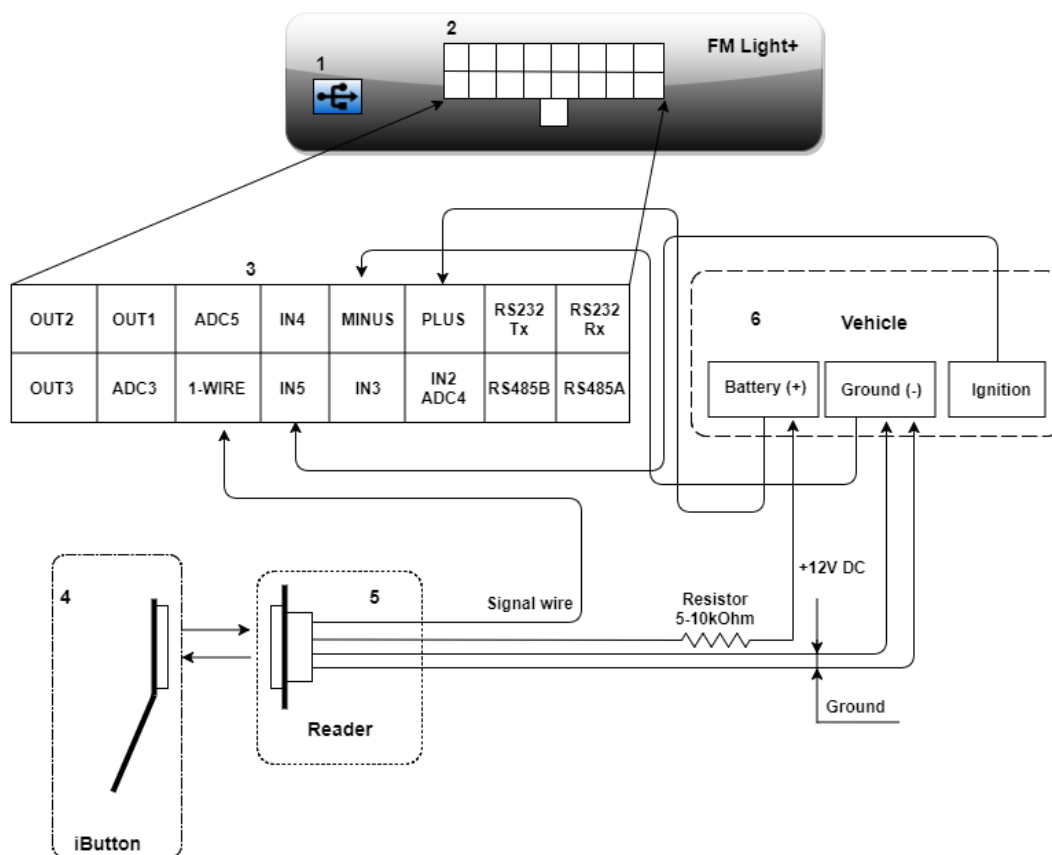 2
FM Light+
1
3
OUT2
OUT1
ADC5
IN4
MINUS
PLUS
RS232
Tx
RS232
Rx
OUT3
ADC3
1-WIRE
IN5
IN3
IN2
ADC4
RS485B
RS485A
6
Vehicle
Battery (+)
Ground (-)
Ignition
4
5
Signal wire
Resistor
5-10kOhm
+12V DC
Ground
Reader
iButton